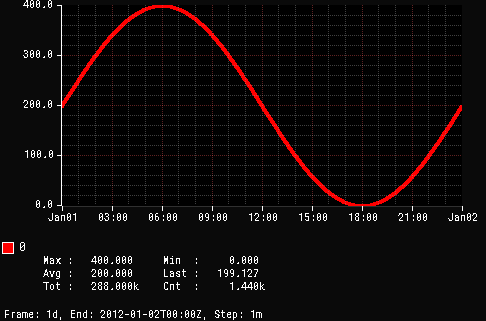 400.0
300.0
200.0
100.0
0.0
Jan01 03:00 06:00 09:00 12:00 15:00 18:00 21:00 Jan02
0
Max : 400.000 Min : 0.000
Avg : 200.000 Last : 199.127
Tot : 288.000k Cnt : 1.440k
Frame: 1d, End: 2012-01-02T00:00Z, Step: 1m